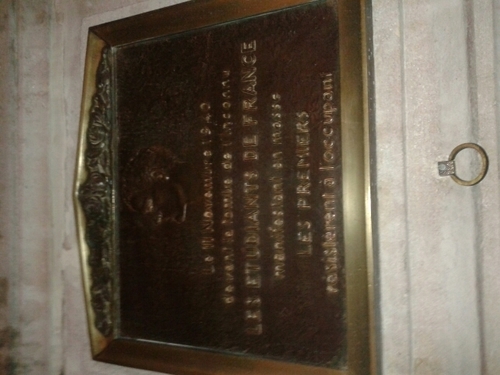 Le 11 Novembre 1940
devant la tombe de l'inconnu
LES ETUDIANTS DE FRANCE
manifestant en masse
LES PREMIERS
résistèrent à l'occupant